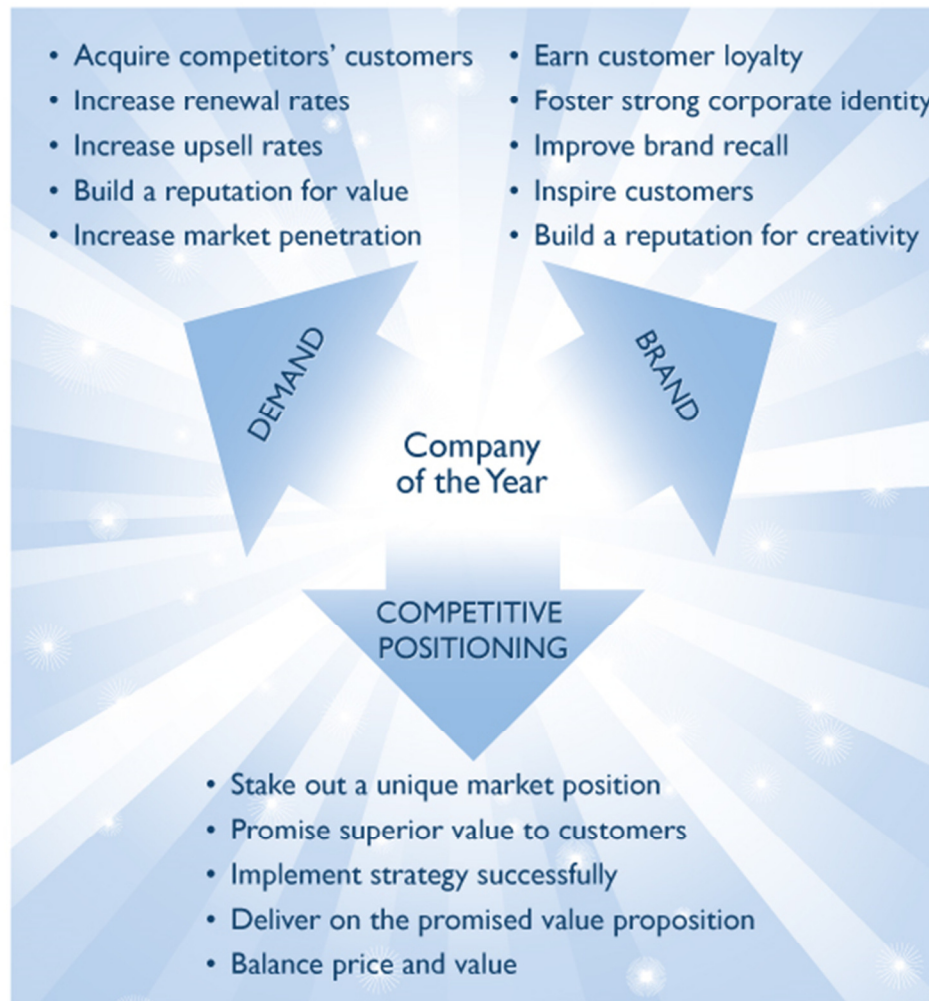 • Acquire competitors’ customers
• Increase renewal rates
• Increase upsell rates
• Build a reputation for value
• Increase market penetration
• Earn customer loyalty
• Foster strong corporate identity
• Improve brand recall
• Inspire customers
• Build a reputation for creativity
DEMAND
BRAND
Company
of the Year
COMPETITIVE
POSITIONING
• Stake out a unique market position
• Promise superior value to customers
• Implement strategy successfully
• Deliver on the promised value proposition
• Balance price and value